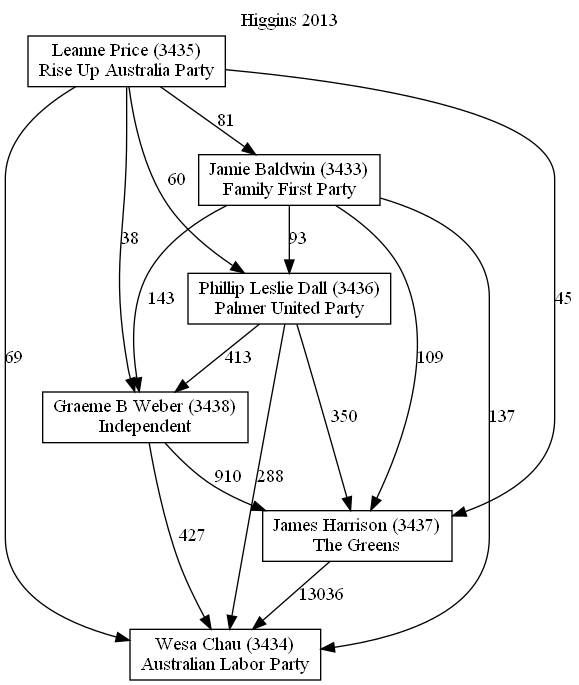 Higgins 2013
Leanne Price (3435)
Rise Up Australia Party
81
Jamie Baldwin (3433)
Family First Party
60
38
93
143
Phillip Leslie Dall (3436)
Palmer United Party
45
69
413
109
Graeme B Weber (3438)
Independent
350
137
910
288
427
James Harrison (3437)
The Greens
13036
Wesa Chau (3434)
Australian Labor Party